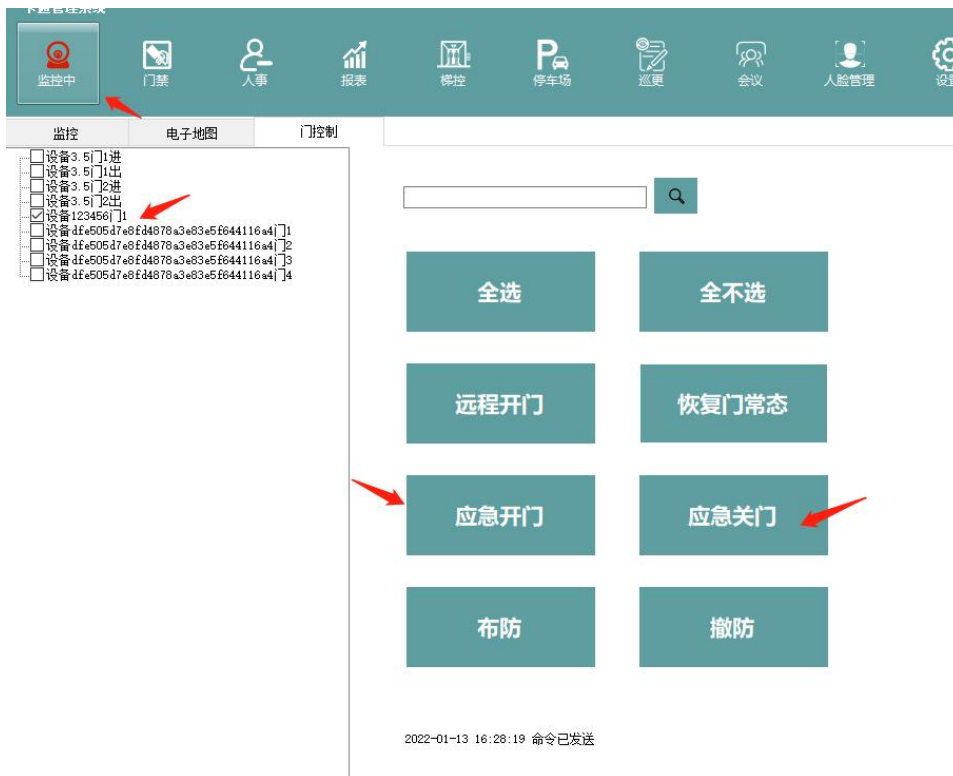 卡通管理系统
监控中
门禁
人事
报表
梯控
P
停车场
巡更
会议
人脸管理
设置
监控
电子地图
门控制
设备3.5门1进
设备3.5门1出
设备3.5门2进
设备3.5门2出
设备123456门1
设备dfe505d7e8fd4878a3e83e5f644116a4门1
设备dfe505d7e8fd4878a3e83e5f644116a4门2
设备dfe505d7e8fd4878a3e83e5f644116a4门3
设备dfe505d7e8fd4878a3e83e5f644116a4门4
全选
全不选
远程开门
恢复门常态
应急开门
应急关门
布防
撤防
2022-01-13 16:28:19 命令已发送